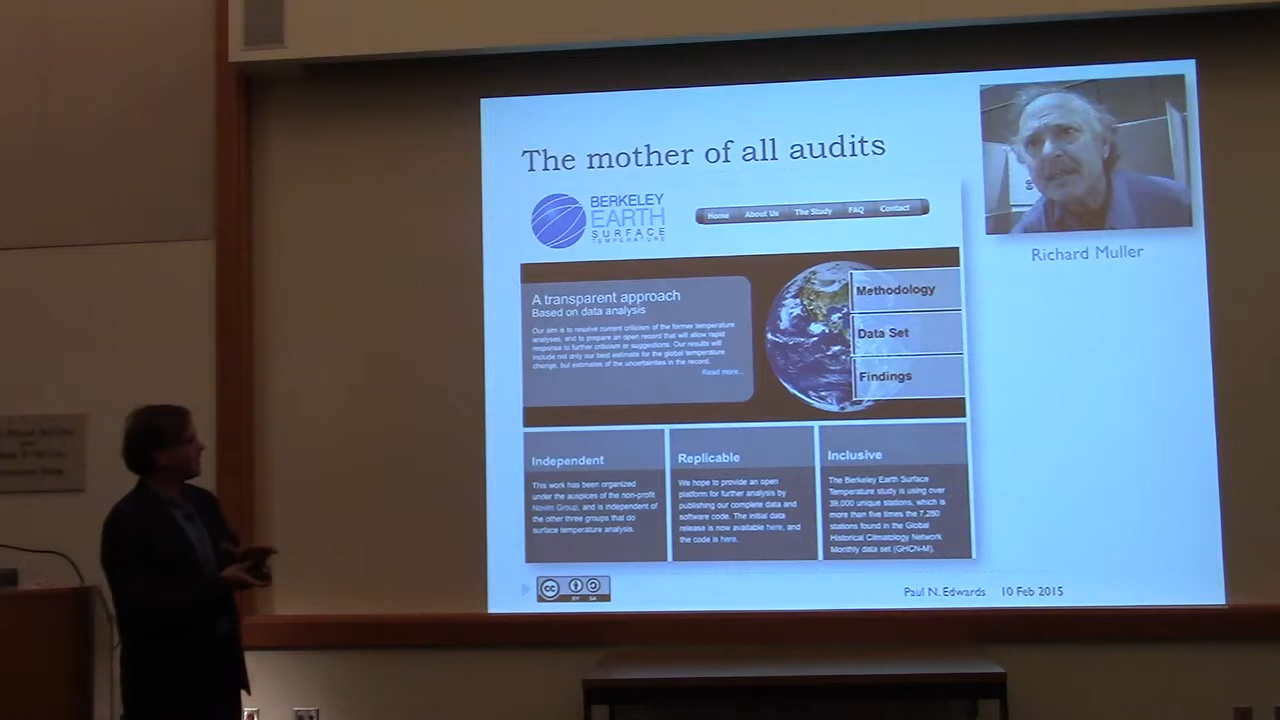 The mother of all audits
BERKELEY
EARTH
SURFACE
TEMPERATURE
Home About Us The Study FAQ Contact
Richard Muller
A transparent approach
Based on data analysis
Our aim is to resolve current criticism of the former temperature
analyses, and to prepare an open record that will allow rapid
response to further criticism or suggestions. Our results will
include not only our best estimate for the global temperature
change, but estimates of the uncertainties in the record.
Read more...
Methodology
Data Set
Findings
Independent
This work has been organized
under the auspices of the non-profit
Novim Group, and is independent of
the other three groups that do
surface temperature analysis.
Replicable
We hope to provide an open
platform for further analysis by
publishing our complete data and
software code. The initial data
release is now available here, and
the code is here.
Inclusive
The Berkeley Earth Surface
Temperature study is using over
39,000 unique stations, which is
more than five times the 7,280
stations found in the Global
Historical Climatology Network
Monthly data set (GHCN-M).
cc
BY SA
Paul N. Edwards 10 Feb 2015